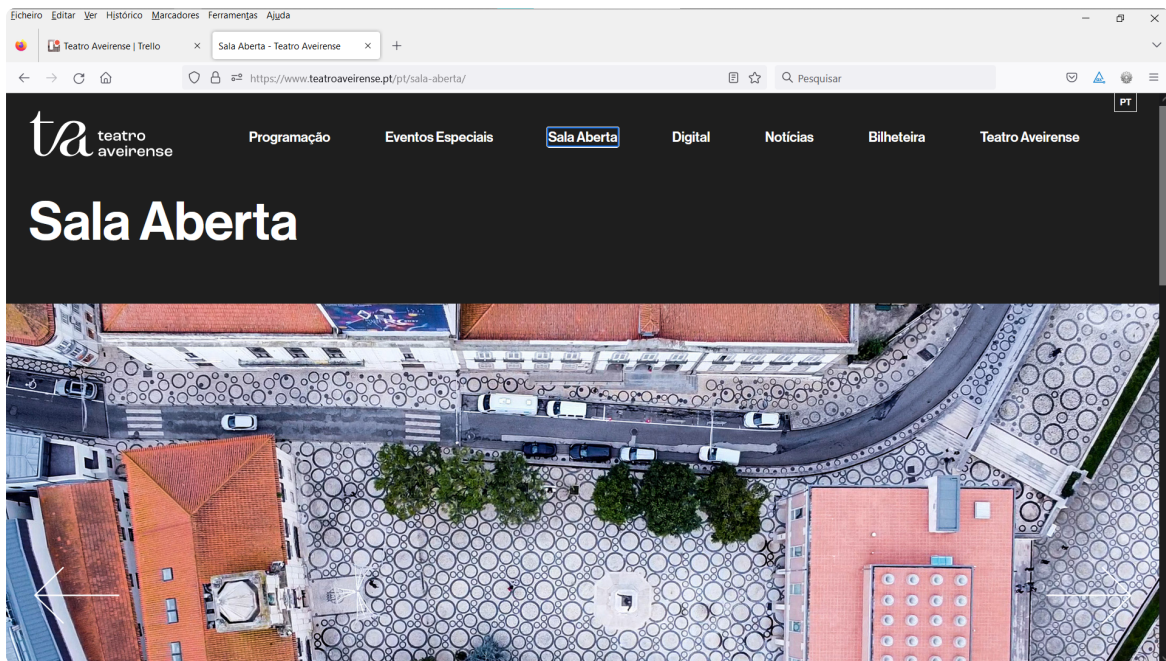 Ficheiro Editar Ver Histórico Marcadores Ferramentas Ajuda
Teatro Aveirense | Trello
Sala Aberta - Teatro Aveirense
https://www.teatroaveirense.pt/pt/sala-aberta/
Pesquisar
PT
ta teatro aveirense
Programação Eventos Especiais Sala Aberta Digital Notícias Bilheteira Teatro Aveirense
Sala Aberta